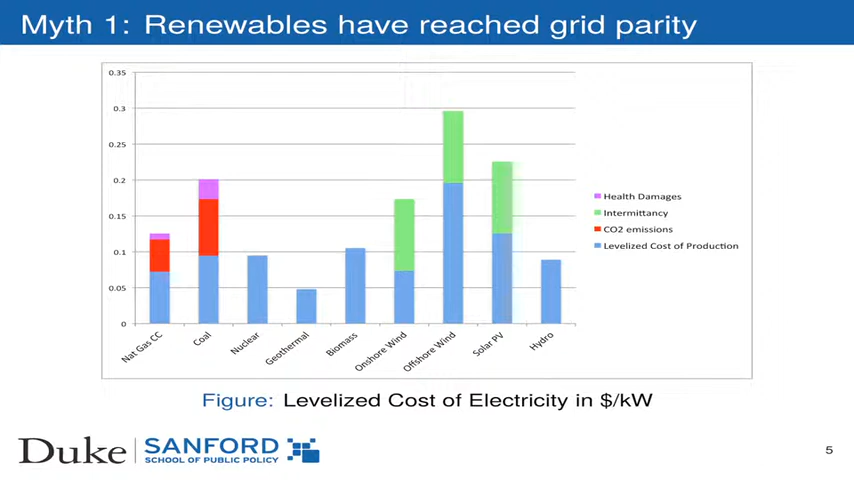 Myth 1: Renewables have reached grid parity
0.35
0.3
0.25
0.2
0.15
0.1
0.05
0
Nat Gas CC
Coal
Nuclear
Geothermal
Biomass
Onshore Wind
Offshore Wind
Solar PV
Hydro
Health Damages
Intermittancy
CO2 emissions
Levelized Cost of Production
Figure: Levelized Cost of Electricity in $/kW
Duke
SANFORD
SCHOOL OF PUBLIC POLICY
5